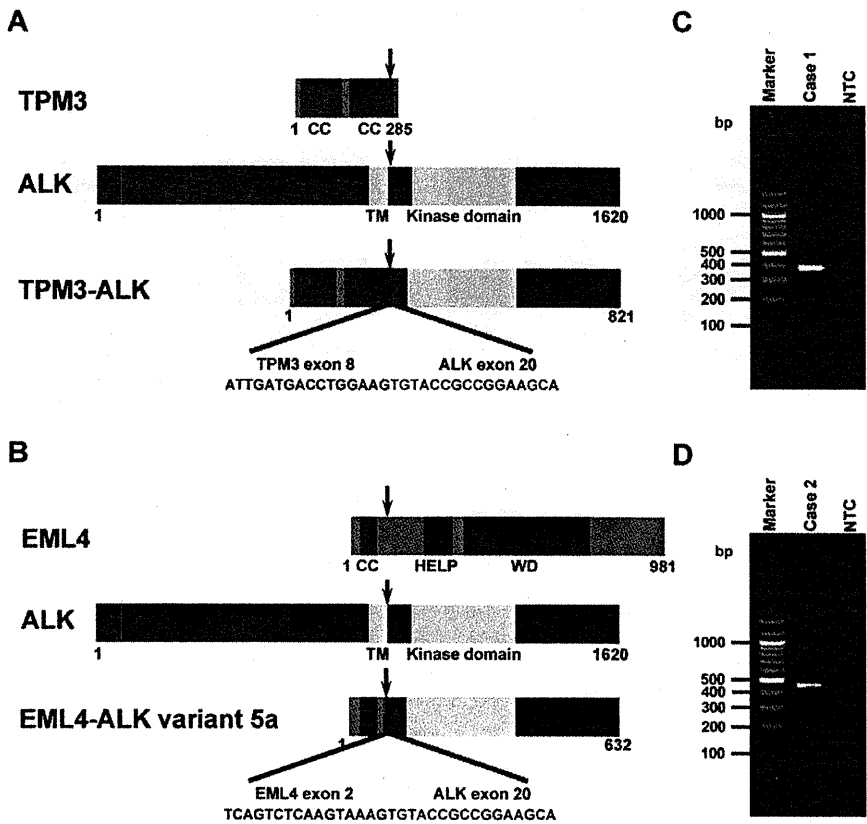 A
TPM3
1 CC CC 285
ALK
1 TM Kinase domain 1620
TPM3-ALK
1 821
TPM3 exon 8 ALK exon 20
ATTGATGACCTGGAAGTGTACCGCCGGAAGCA
B
EML4
1 CC HELP WD 981
ALK
1 TM Kinase domain 1620
EML4-ALK variant 5a
1 632
EML4 exon 2 ALK exon 20
TCAGTCTCAAGTAAAGTGTACCGCCGGAAGCA
C
Marker
Case 1
NTC
bp
1000
500
400
300
200
100
D
Marker
Case 2
NTC
bp
1000
500
400
300
200
100